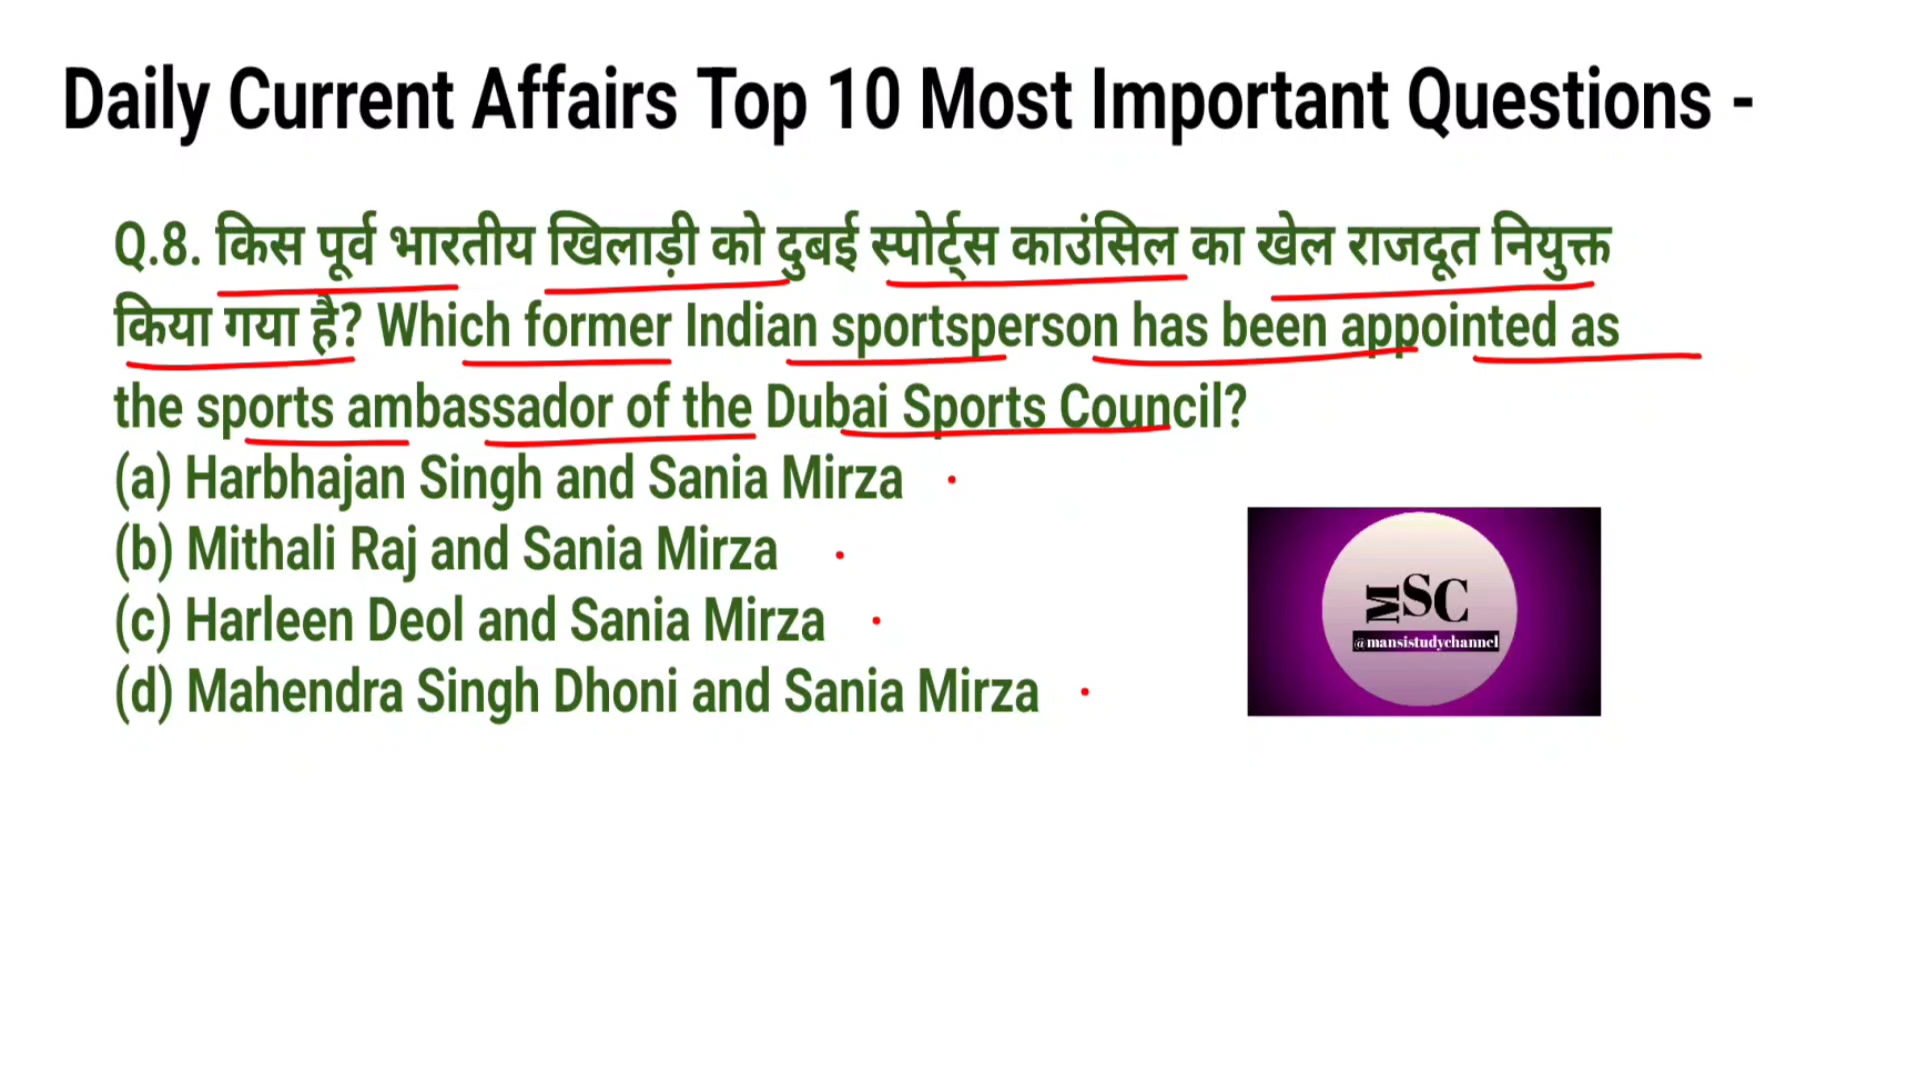 Daily Current Affairs Top 10 Most Important Questions -
Q.8. किस पूर्व भारतीय खिलाड़ी को दुबई स्पोर्ट्स काउंसिल का खेल राजदूत नियुक्त
किया गया है? Which former Indian sportsperson has been appointed as
the sports ambassador of the Dubai Sports Council?
(a) Harbhajan Singh and Sania Mirza
(b) Mithali Raj and Sania Mirza
(c) Harleen Deol and Sania Mirza
(d) Mahendra Singh Dhoni and Sania Mirza
MSC
@mansistudychannel